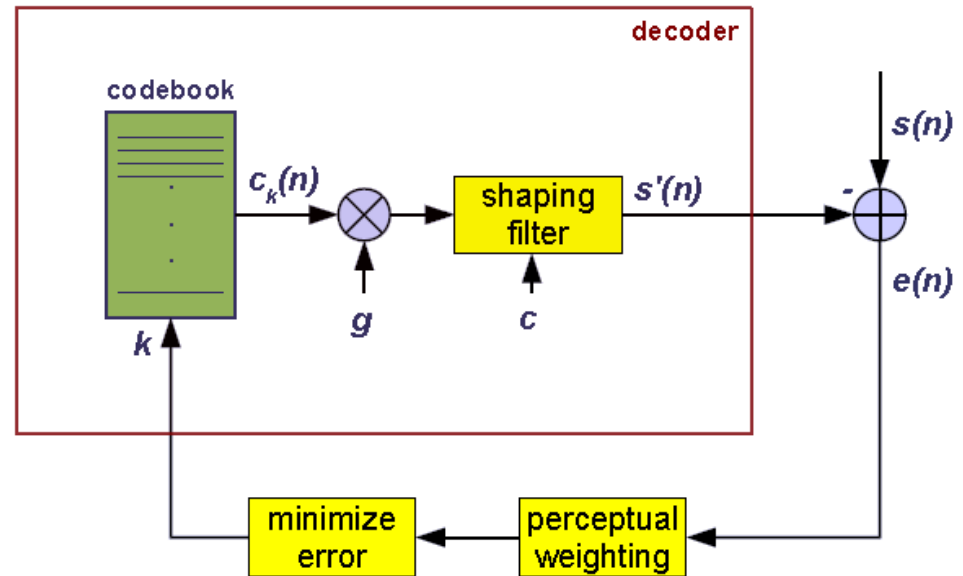 decoder
codebook
s(n)
c_k(n)
shaping
filter
s'(n)
-
e(n)
g
c
k
minimize
error
perceptual
weighting